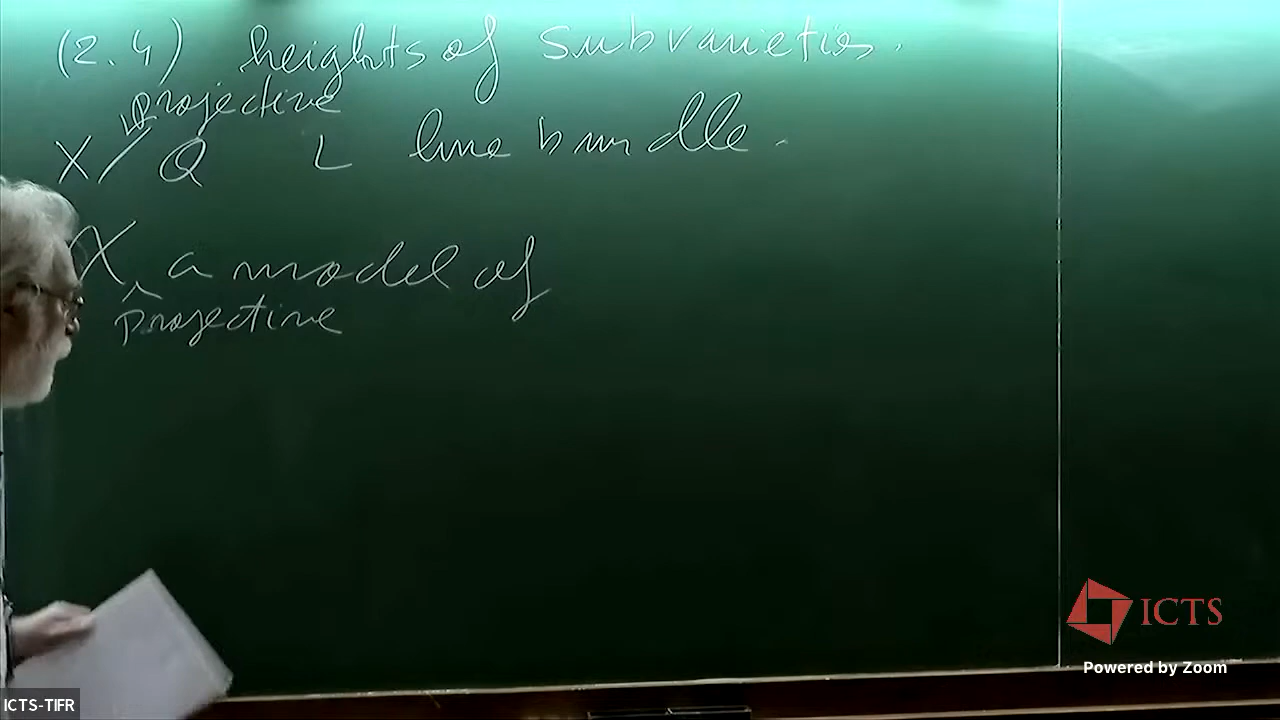 (2.4) heights of subvarieties.
projective
X/Q L line bundle.
X a model of
projective
ICTS
Powered by Zoom
ICTS-TIFR